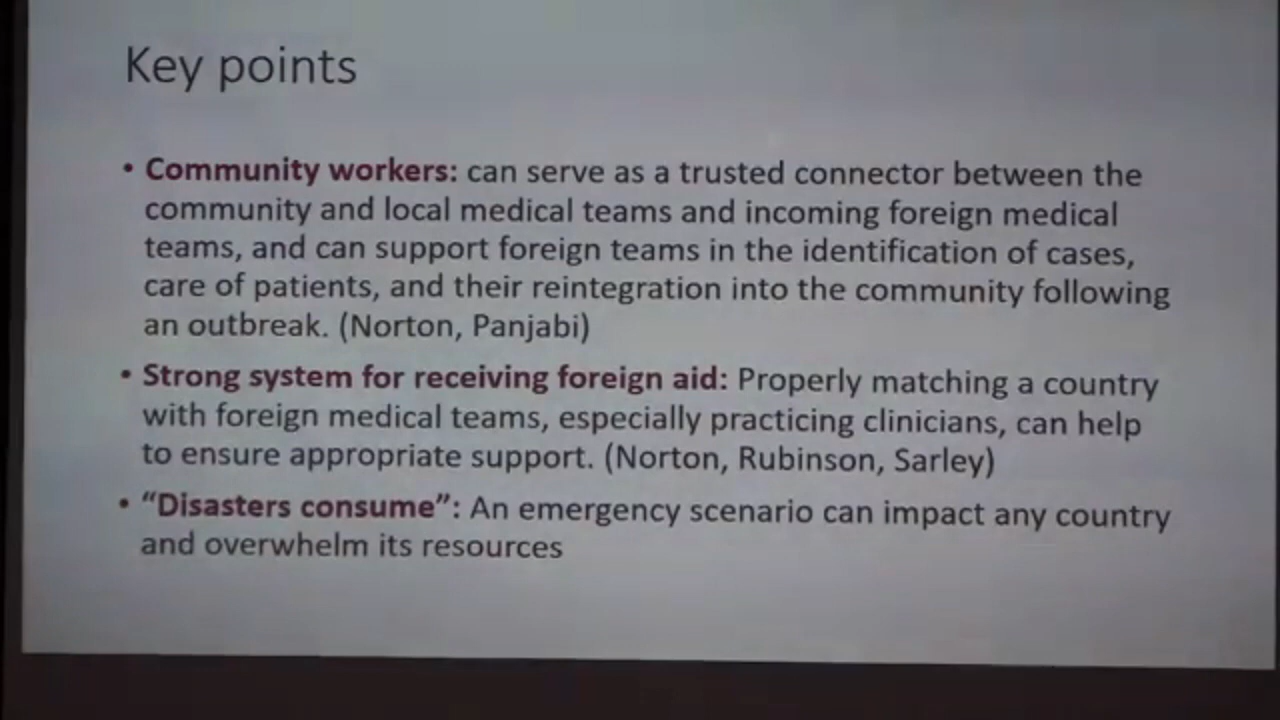 Key points
• Community workers: can serve as a trusted connector between the
community and local medical teams and incoming foreign medical
teams, and can support foreign teams in the identification of cases,
care of patients, and their reintegration into the community following
an outbreak. (Norton, Panjabi)
• Strong system for receiving foreign aid: Properly matching a country
with foreign medical teams, especially practicing clinicians, can help
to ensure appropriate support. (Norton, Rubinson, Sarley)
• “Disasters consume”: An emergency scenario can impact any country
and overwhelm its resources